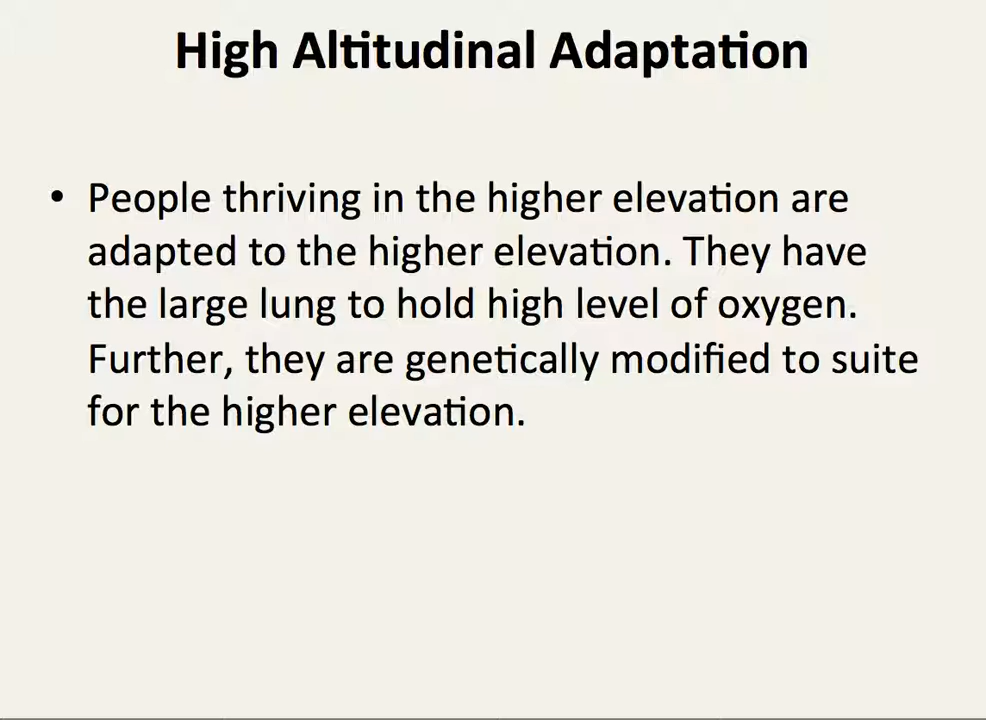 High Altitudinal Adaptation
• People thriving in the higher elevation are
adapted to the higher elevation. They have
the large lung to hold high level of oxygen.
Further, they are genetically modified to suite
for the higher elevation.